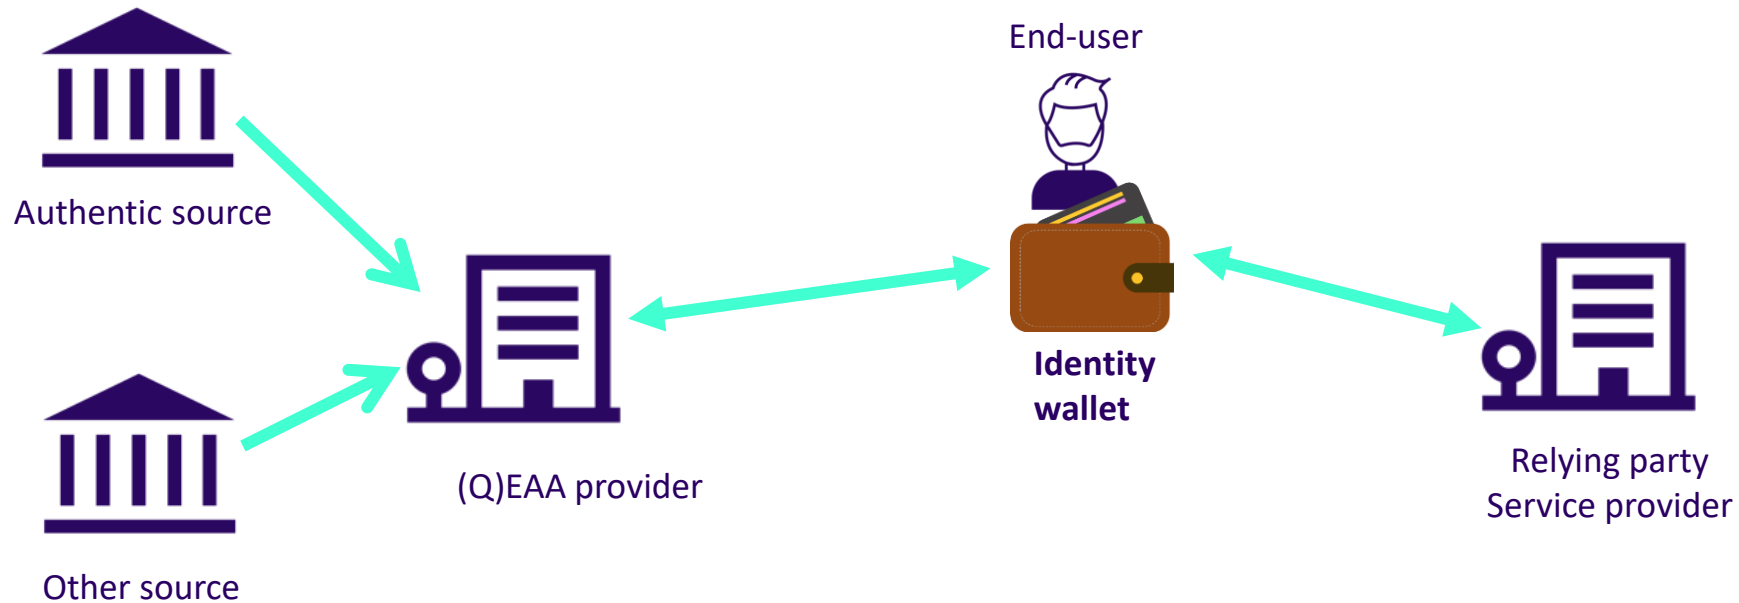 End-user
Authentic source
Identity
wallet
(Q)EAA provider
Relying party
Service provider
Other source